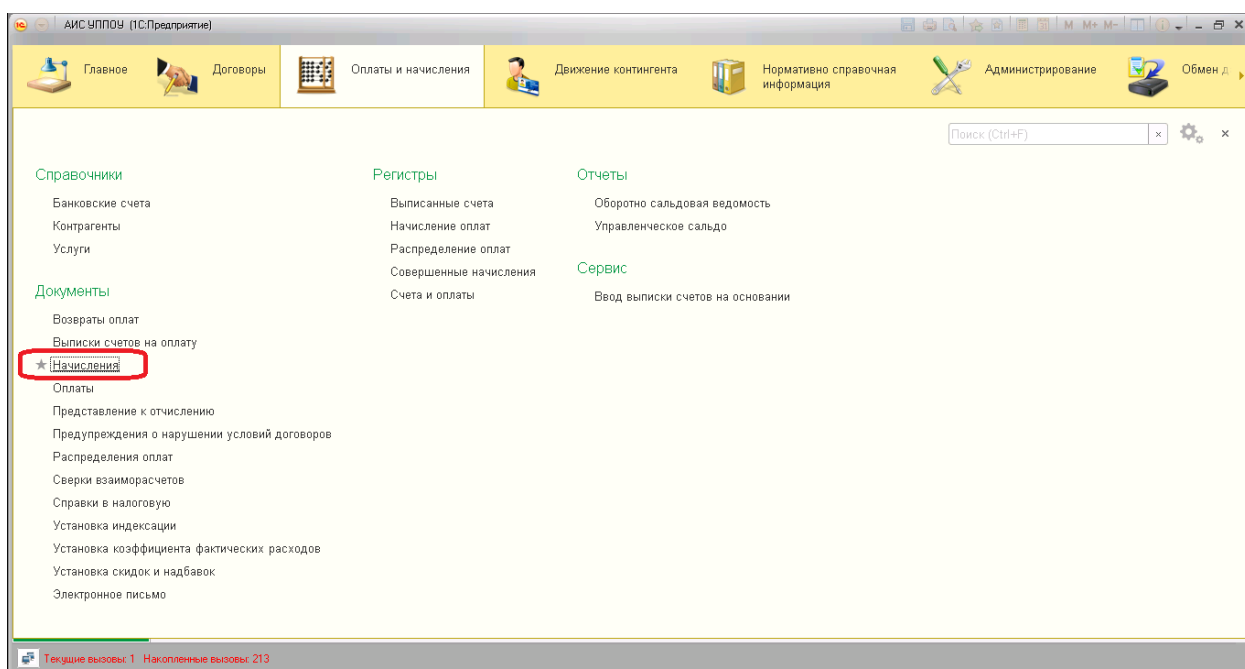 АИС УППОУ (1С:Предприятие)
M M+ M-
Главное
Договоры
Оплаты и начисления
Движение контингента
Нормативно справочная
информация
Администрирование
Обмен д
Поиск (Ctrl+F)
Справочники
Банковские счета
Контрагенты
Услуги
Документы
Возвраты оплат
Выписки счетов на оплату
Начисления
Оплаты
Представление к отчислению
Предупреждения о нарушении условий договоров
Распределения оплат
Сверки взаиморасчетов
Справки в налоговую
Установка индексации
Установка коэффициента фактических расходов
Установка скидок и надбавок
Электронное письмо
Регистры
Выписанные счета
Начисление оплат
Распределение оплат
Совершенные начисления
Счета и оплаты
Отчеты
Оборотно сальдовая ведомость
Управленческое сальдо
Сервис
Ввод выписки счетов на основании
Текущие вызовы: 1 Накопленные вызовы: 213